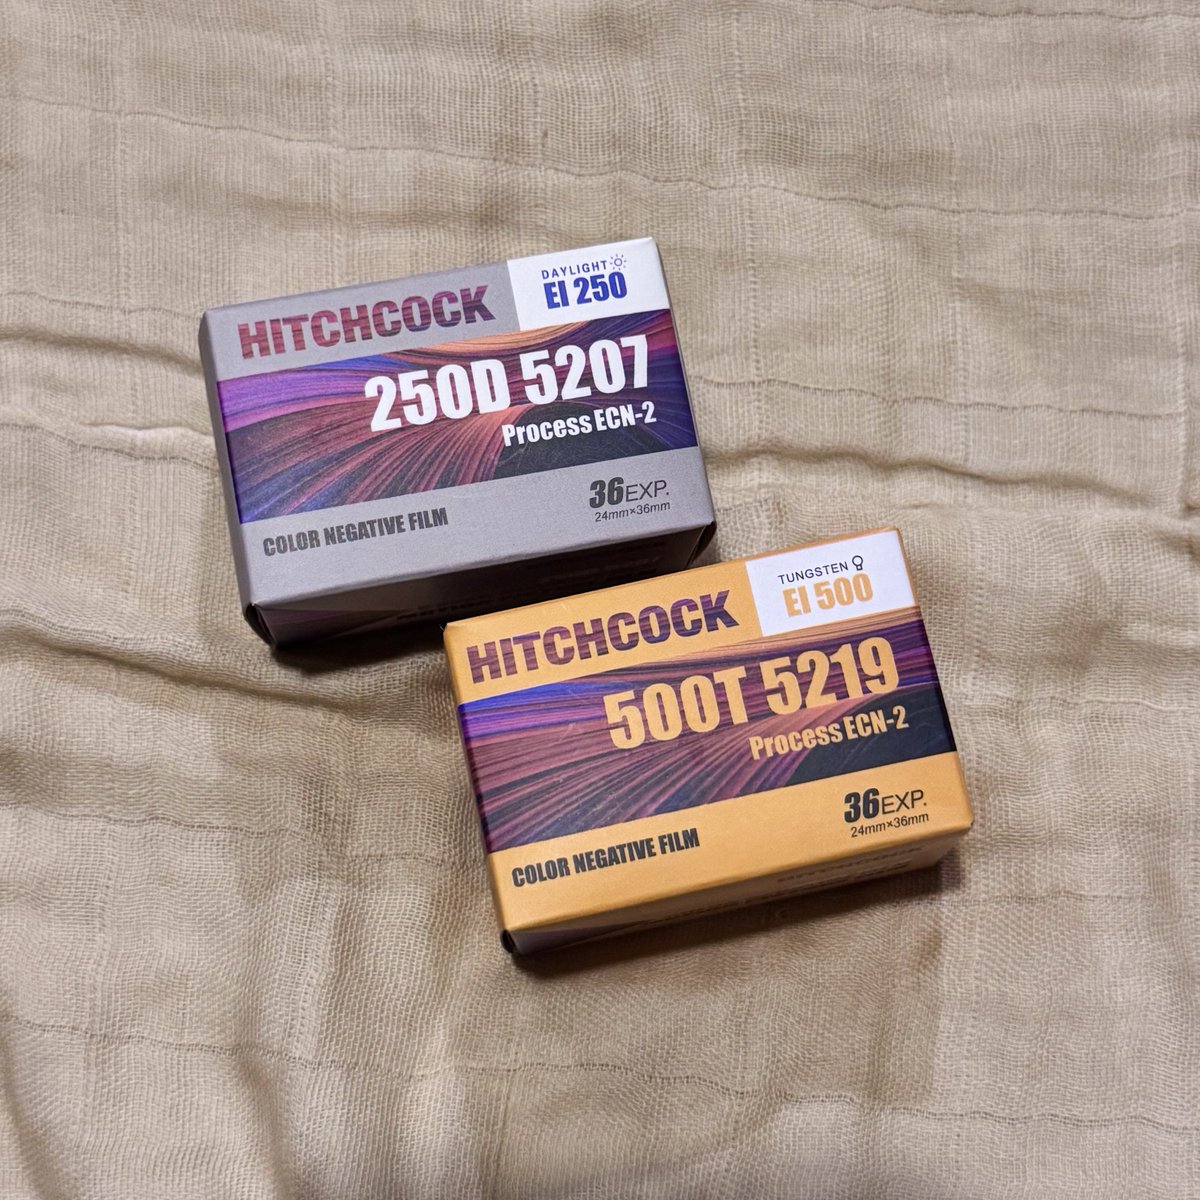 HITCHCOCK
DAYLIGHT
EI 250
250D 5207
Process ECN-2
36EXP.
24mm×36mm
COLOR NEGATIVE FILM
HITCHCOCK
TUNGSTEN
EI 500
500T 5219
Process ECN-2
36EXP.
24mm×36mm
COLOR NEGATIVE FILM